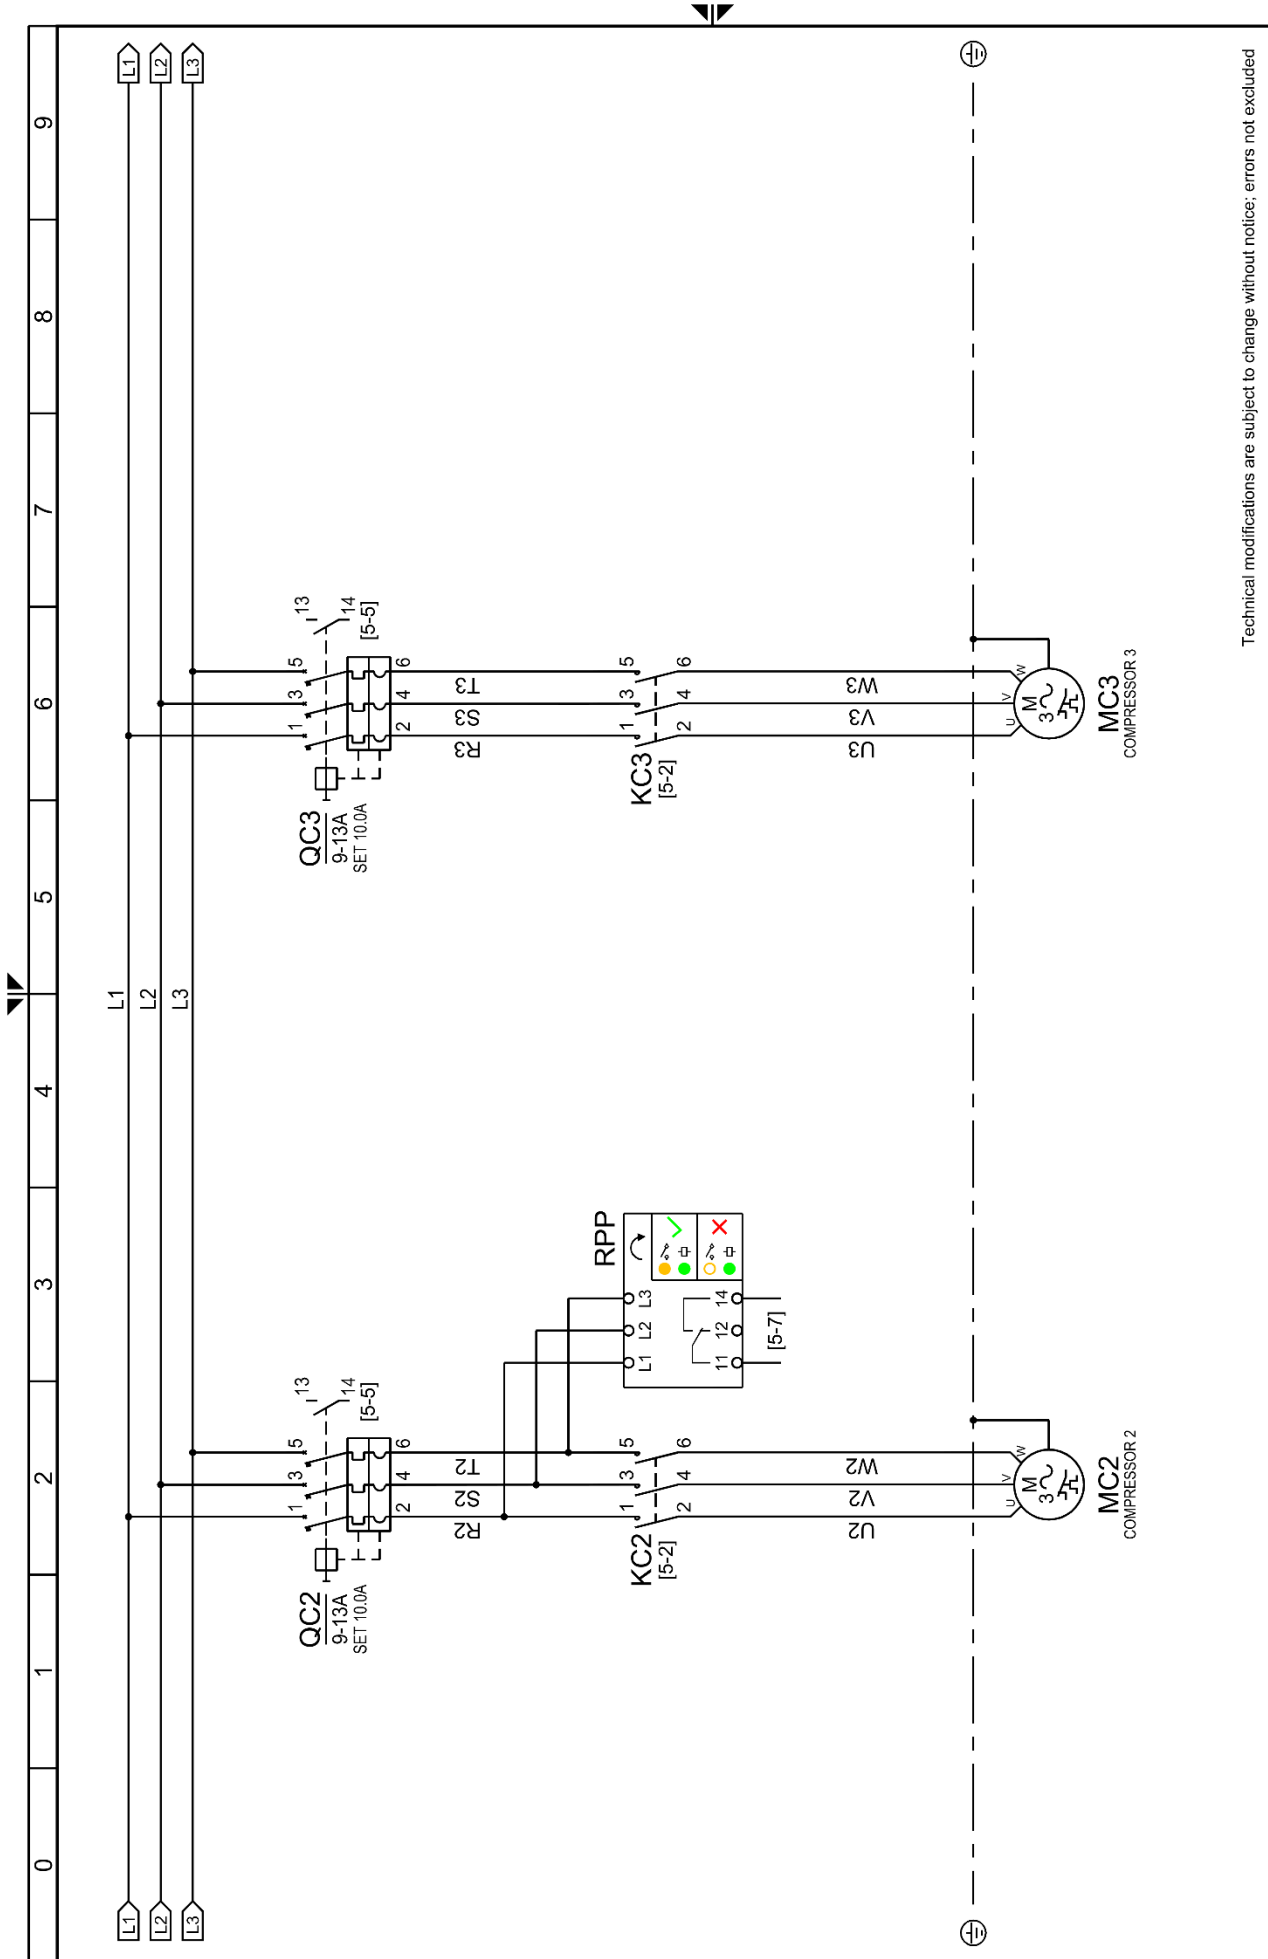 0 1 2 3 4 5 6 7 8 9
L1 L1 L1
L2 L2 L2
L3 L3 L3
QC2
9-13A
SET 10.0A
1 3 5 13
2 4 6 14
[5-5]
R2 S2 T2
QC3
9-13A
SET 10.0A
1 3 5 13
2 4 6 14
[5-5]
R3 S3 T3
RPP
L1 L2 L3
11 12 14
[5-7]
KC2
[5-2]
1 3 5
2 4 6
U2 V2 W2
KC3
[5-2]
1 3 5
2 4 6
U3 V3 W3
U V W
M
3
MC2
COMPRESSOR 2
U V W
M
3
MC3
COMPRESSOR 3
Technical modifications are subject to change without notice; errors not excluded